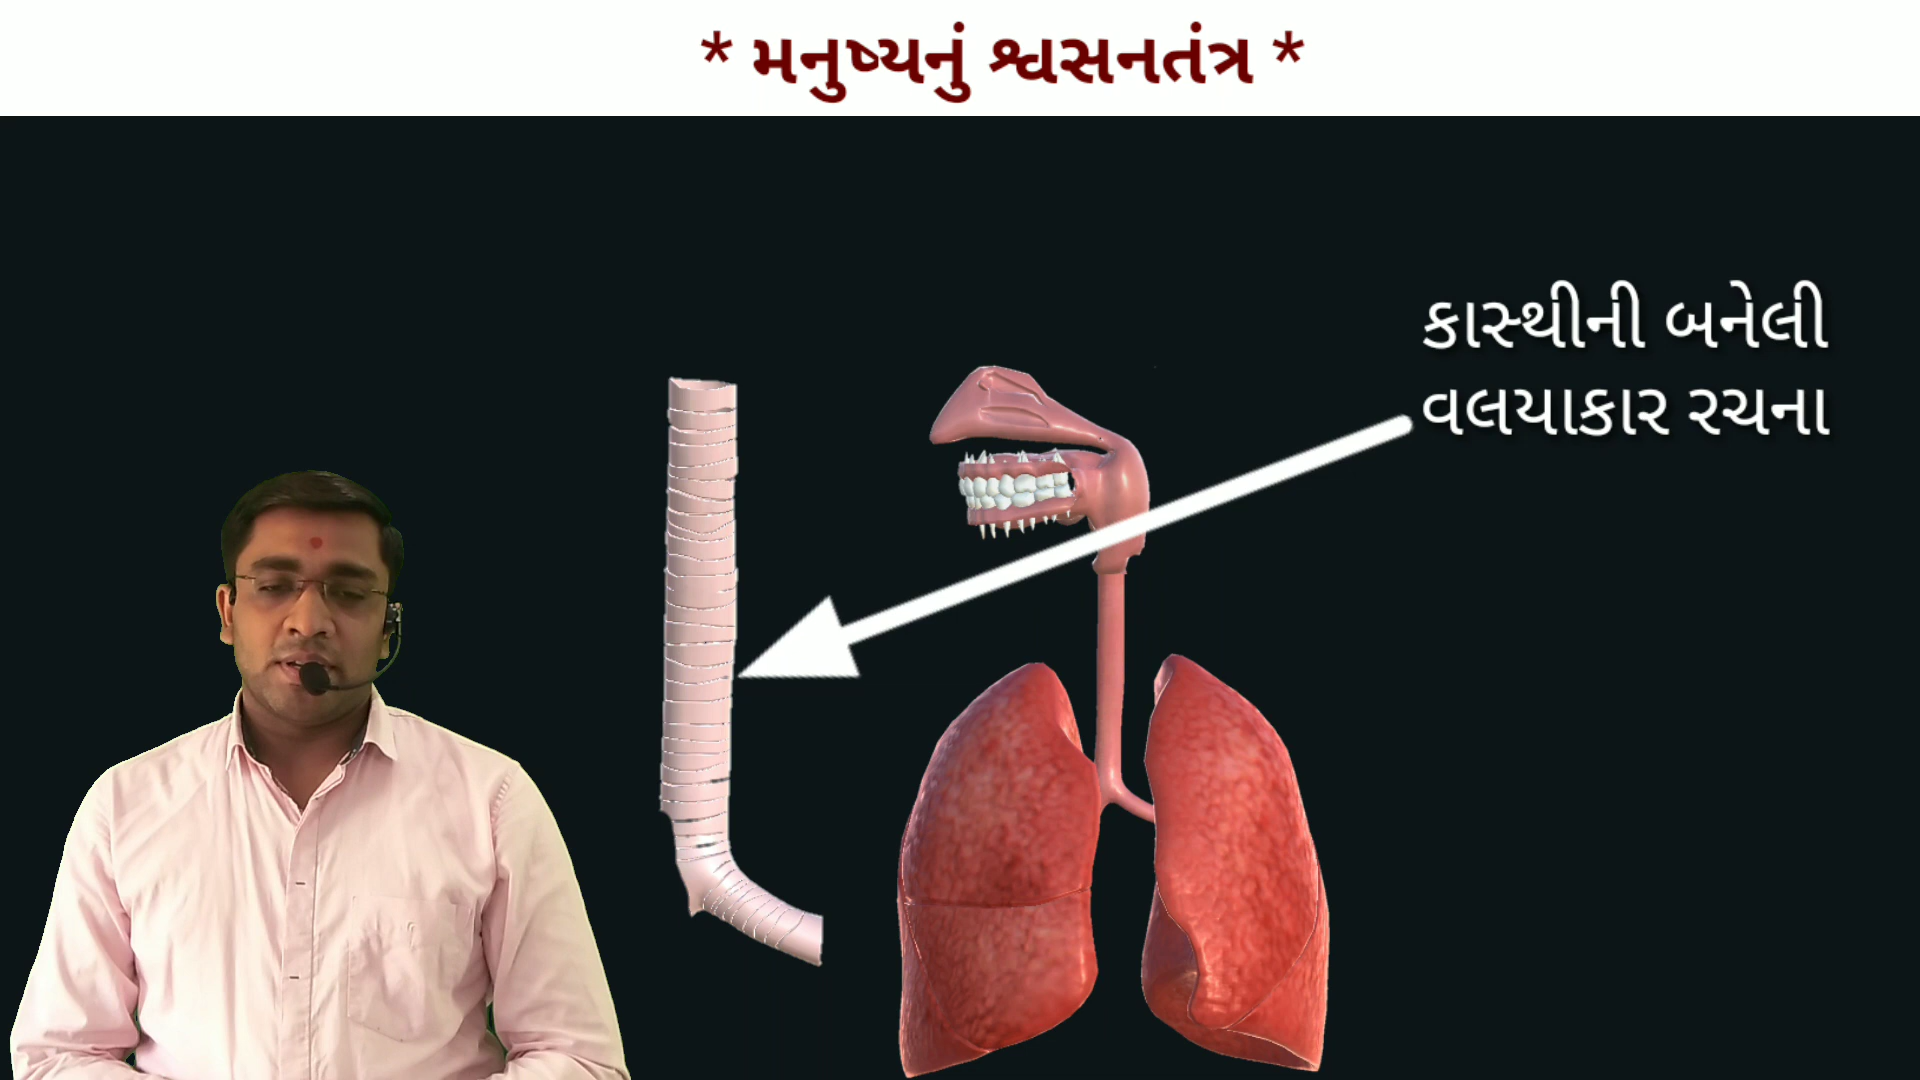 * મનુષ્યનું શ્વસનતંત્ર *
કાસ્થીની બનેલી
વલયાકાર રચના